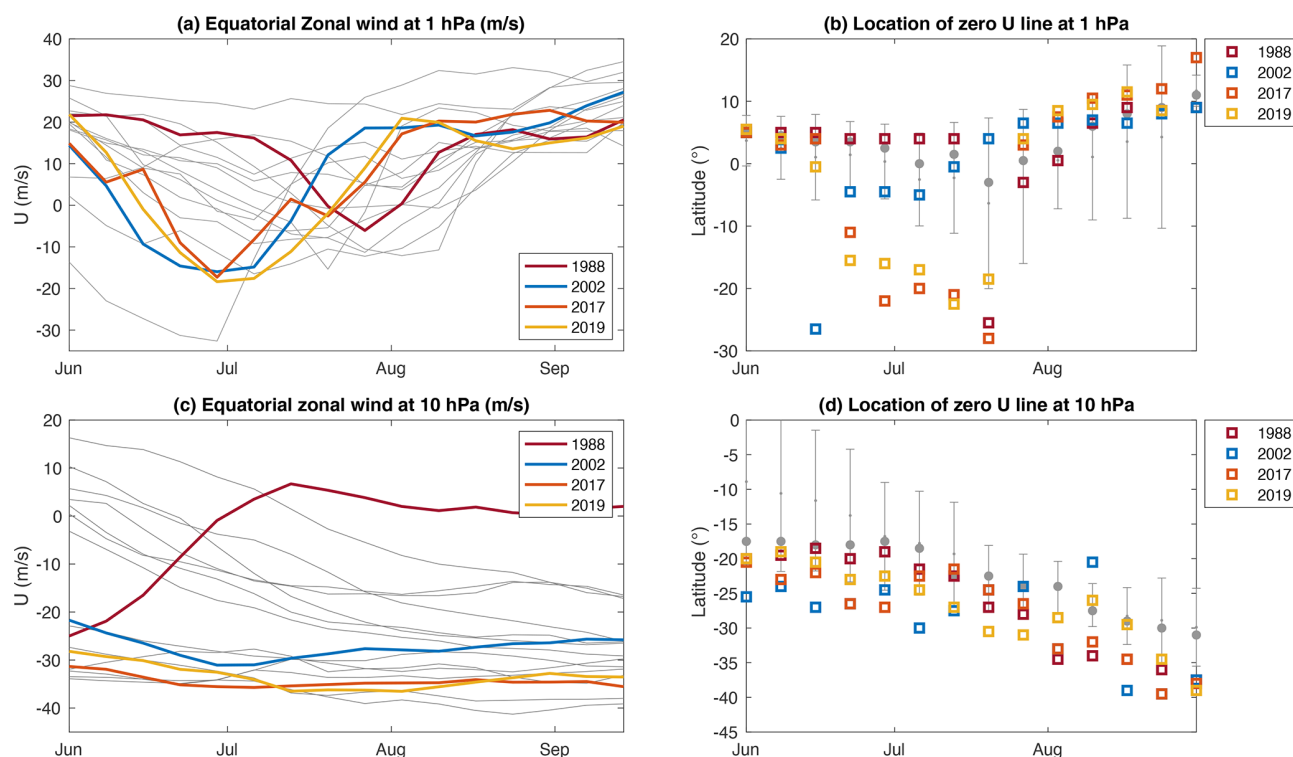 (a) Equatorial Zonal wind at 1 hPa (m/s)
40
30
20
10
0
-10
-20
-30
U (m/s)
Jun
Jul
Aug
Sep
1988
2002
2017
2019
(b) Location of zero U line at 1 hPa
20
10
0
-10
-20
-30
Latitude (°)
Jun
Jul
Aug
1988
2002
2017
2019
(c) Equatorial zonal wind at 10 hPa (m/s)
20
10
0
-10
-20
-30
-40
U (m/s)
Jun
Jul
Aug
Sep
1988
2002
2017
2019
(d) Location of zero U line at 10 hPa
0
-5
-10
-15
-20
-25
-30
-35
-40
-45
Latitude (°)
Jun
Jul
Aug
1988
2002
2017
2019